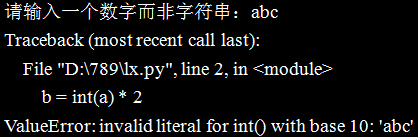 请输入一个数字而非字符串：abc
Traceback (most recent call last):
File "D:\789\lx.py", line 2, in <module>
b = int(a) * 2
ValueError: invalid literal for int() with base 10: 'abc'